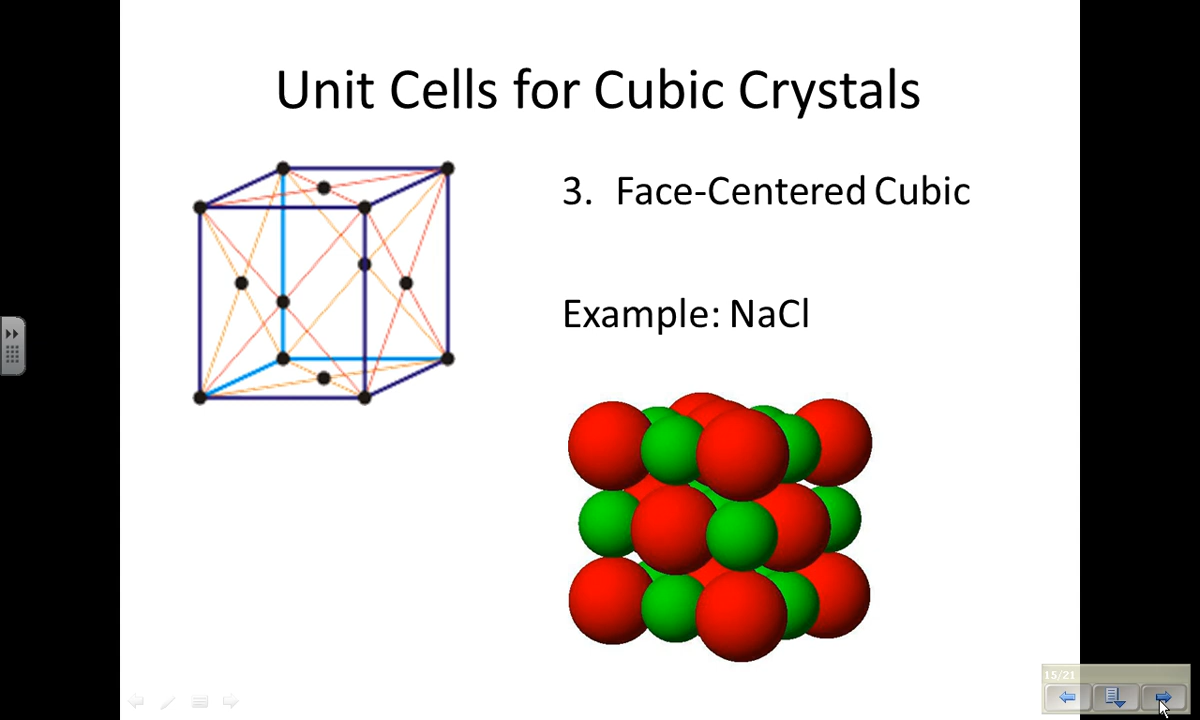 Unit Cells for Cubic Crystals
3. Face-Centered Cubic
Example: NaCl
15/21